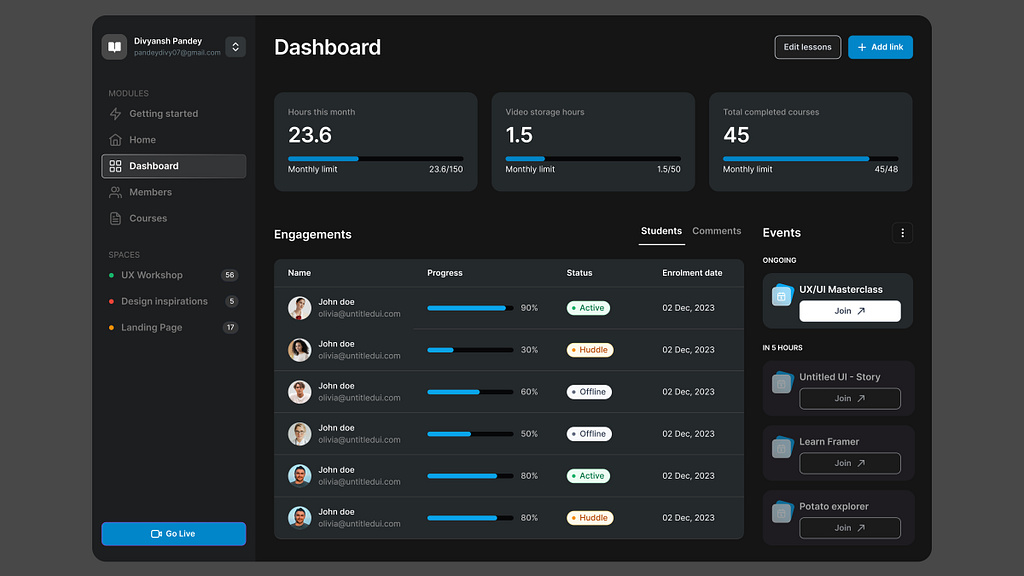 Divyansh Pandey
pandeydivy07@gmail.com
MODULES
Getting started
Home
Dashboard
Members
Courses
SPACES
UX Workshop 56
Design inspirations 5
Landing Page 17
Go Live
Dashboard
Edit lessons
Add link
Hours this month
23.6
Monthly limit 23.6/150
Video storage hours
1.5
Monthly limit 1.5/50
Total completed courses
45
Monthly limit 45/48
Engagements
Students Comments
Name Progress Status Enrolment date
John doe
olivia@untitledui.com
90% Active 02 Dec, 2023
John doe
olivia@untitledui.com
30% Huddle 02 Dec, 2023
John doe
olivia@untitledui.com
60% Offline 02 Dec, 2023
John doe
olivia@untitledui.com
50% Offline 02 Dec, 2023
John doe
olivia@untitledui.com
80% Active 02 Dec, 2023
John doe
olivia@untitledui.com
80% Huddle 02 Dec, 2023
Events
ONGOING
UX/UI Masterclass
Join
IN 5 HOURS
Untitled UI - Story
Join
Learn Framer
Join
Potato explorer
Join